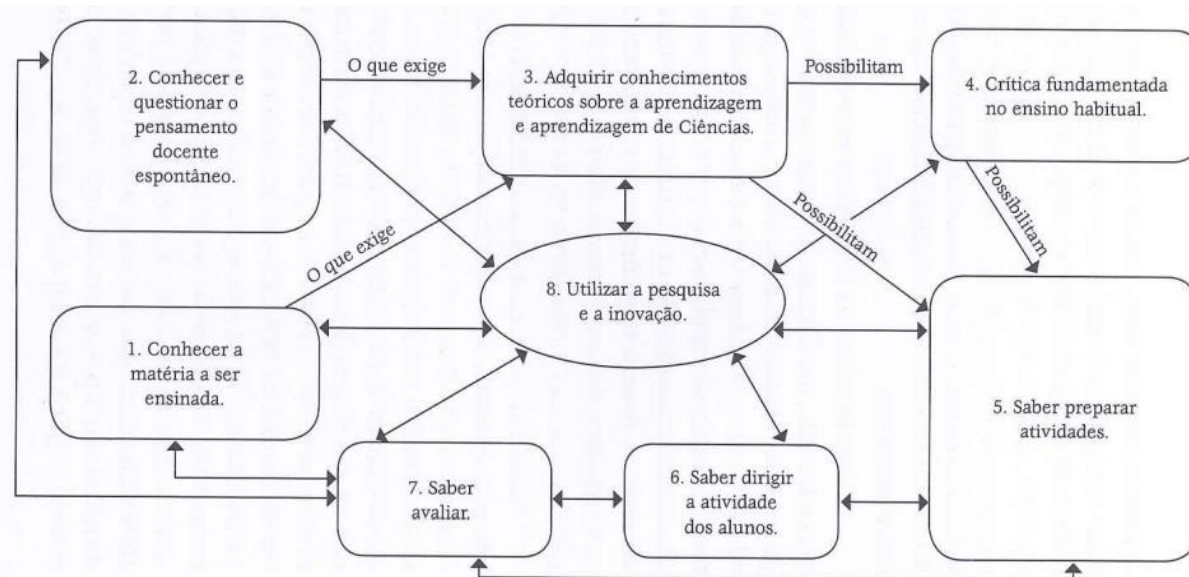 2. Conhecer e
questionar o
pensamento
docente
espontâneo.
O que exige
3. Adquirir conhecimentos
teóricos sobre a aprendizagem
e aprendizagem de Ciências.
Possibilitam
4. Crítica fundamentada
no ensino habitual.
O que exige
Possibilitam
Possibilitam
8. Utilizar a pesquisa
e a inovação.
1. Conhecer a
matéria a ser
ensinada.
5. Saber preparar
atividades.
7. Saber
avaliar.
6. Saber dirigir
a atividade
dos alunos.